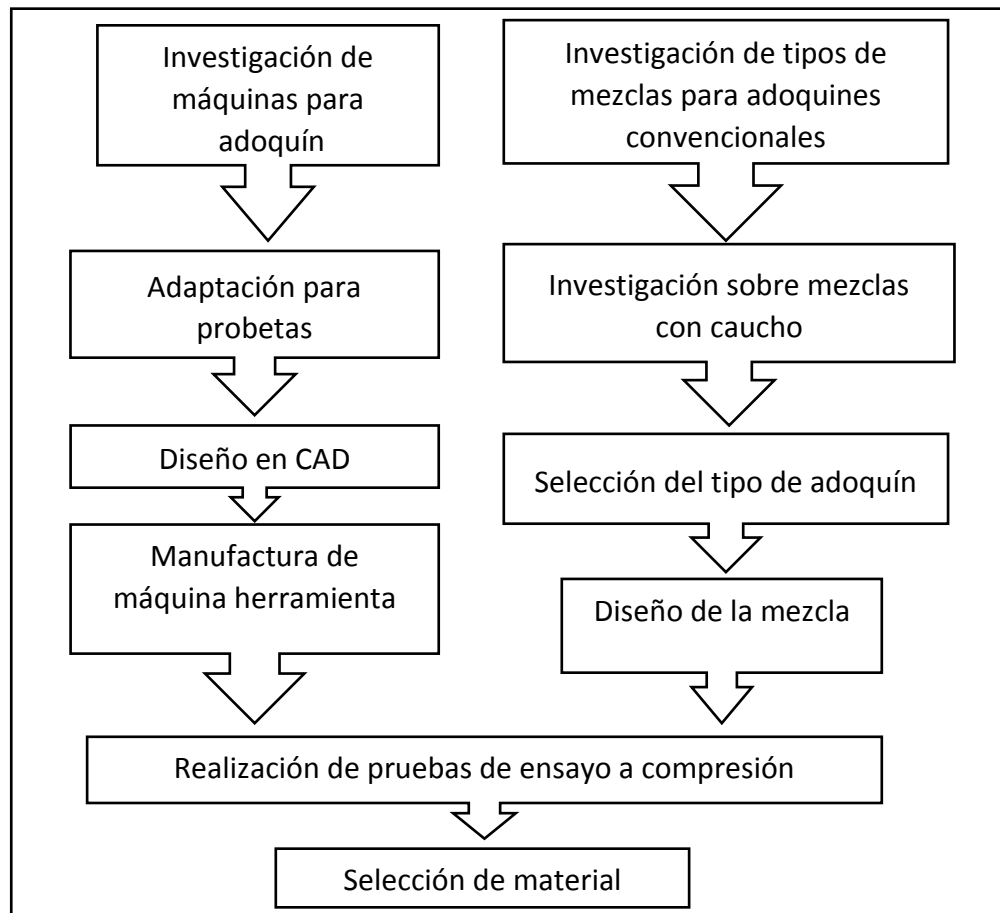 Investigación de
máquinas para
adoquín
Adaptación para
probetas
Diseño en CAD
Manufactura de
máquina herramienta
Investigación de tipos de
mezclas para adoquines
convencionales
Investigación sobre mezclas
con caucho
Selección del tipo de adoquín
Diseño de la mezcla
Realización de pruebas de ensayo a compresión
Selección de material